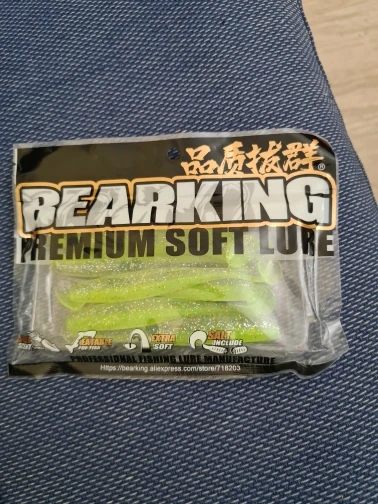 品质拔群®
BEARKING
PREMIUM SOFT LURE
EATABLE EXTRA SOFT SALT INCLUDE
PROFESSIONAL FISHING LURE MANUFACTURE
Https://bearking.aliexpress.com/store/718203